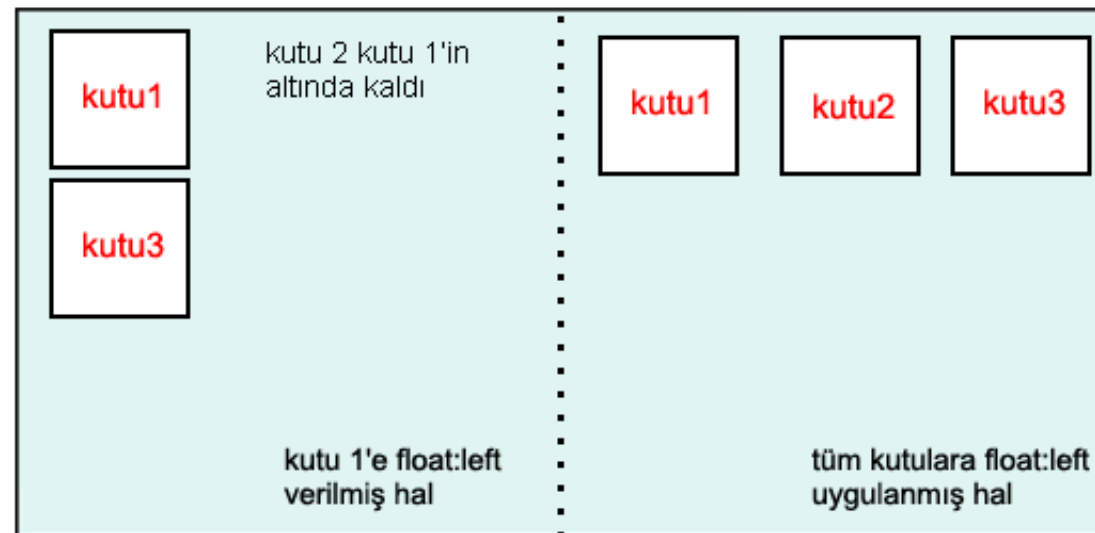 kutu1
kutu 2 kutu 1'in
altında kaldı
kutu3
kutu 1'e float:left
verilmiş hal
kutu1
kutu2
kutu3
tüm kutulara float:left
uygulanmış hal